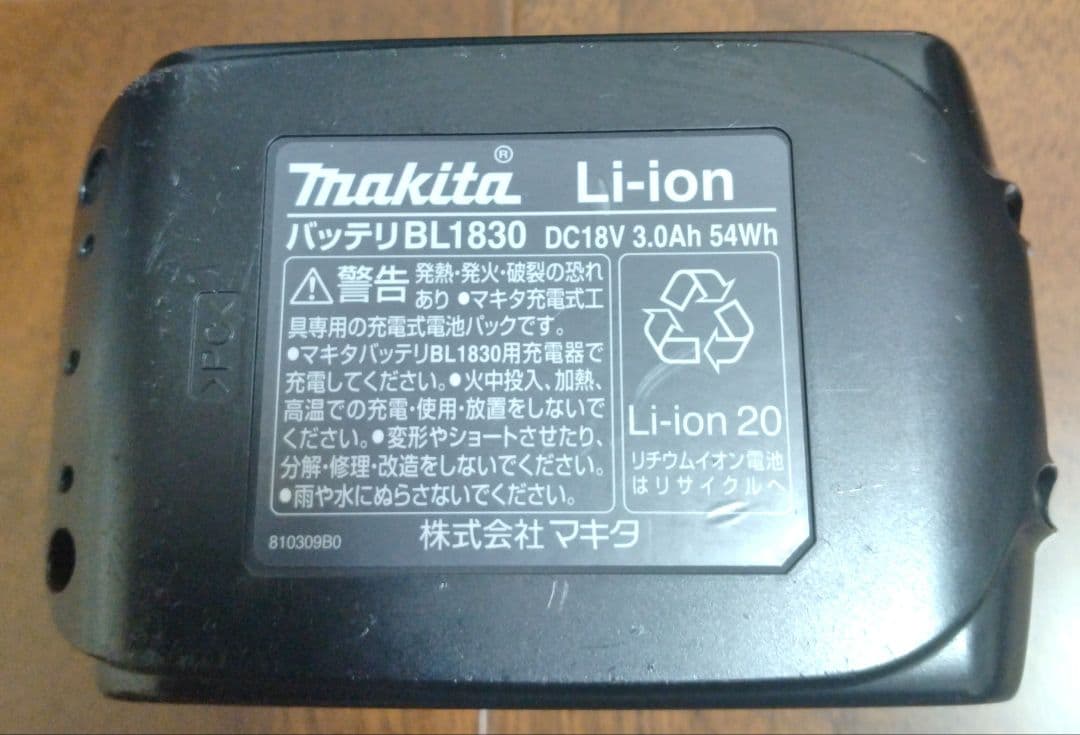 makita® Li-ion
バッテリBL1830 DC18V 3.0Ah 54Wh
警告 発熱・発火・破裂の恐れ
あり ●マキタ充電式工
具専用の充電式電池パックです。
●マキタバッテリBL1830用充電器で
充電してください。●火中投入、加熱、
高温での充電・使用・放置をしないで
ください。●変形やショートさせたり、
分解・修理・改造をしないでください。
●雨や水にぬらさないでください。
Li-ion 20
リチウムイオン電池
はリサイクルへ
810309B0
株式会社 マキタ
>PC<